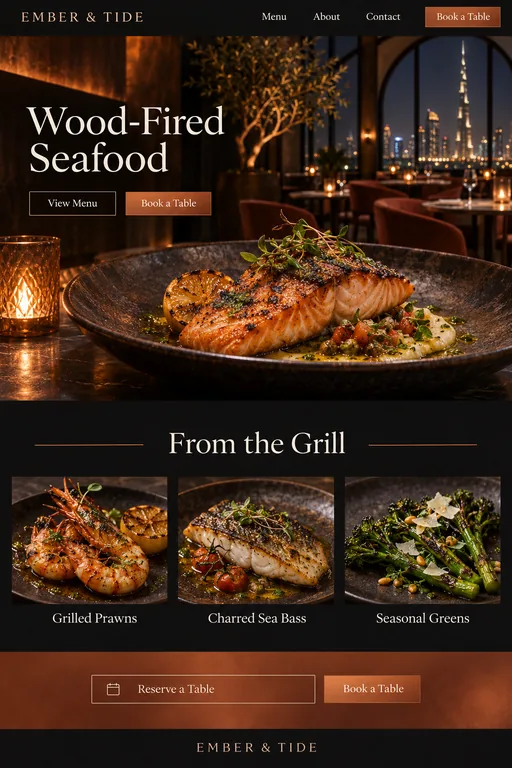 EMBER & TIDE
Menu
About
Contact
Book a Table
Wood-Fired
Seafood
View Menu
Book a Table
From the Grill
Grilled Prawns
Charred Sea Bass
Seasonal Greens
Reserve a Table
Book a Table
EMBER & TIDE